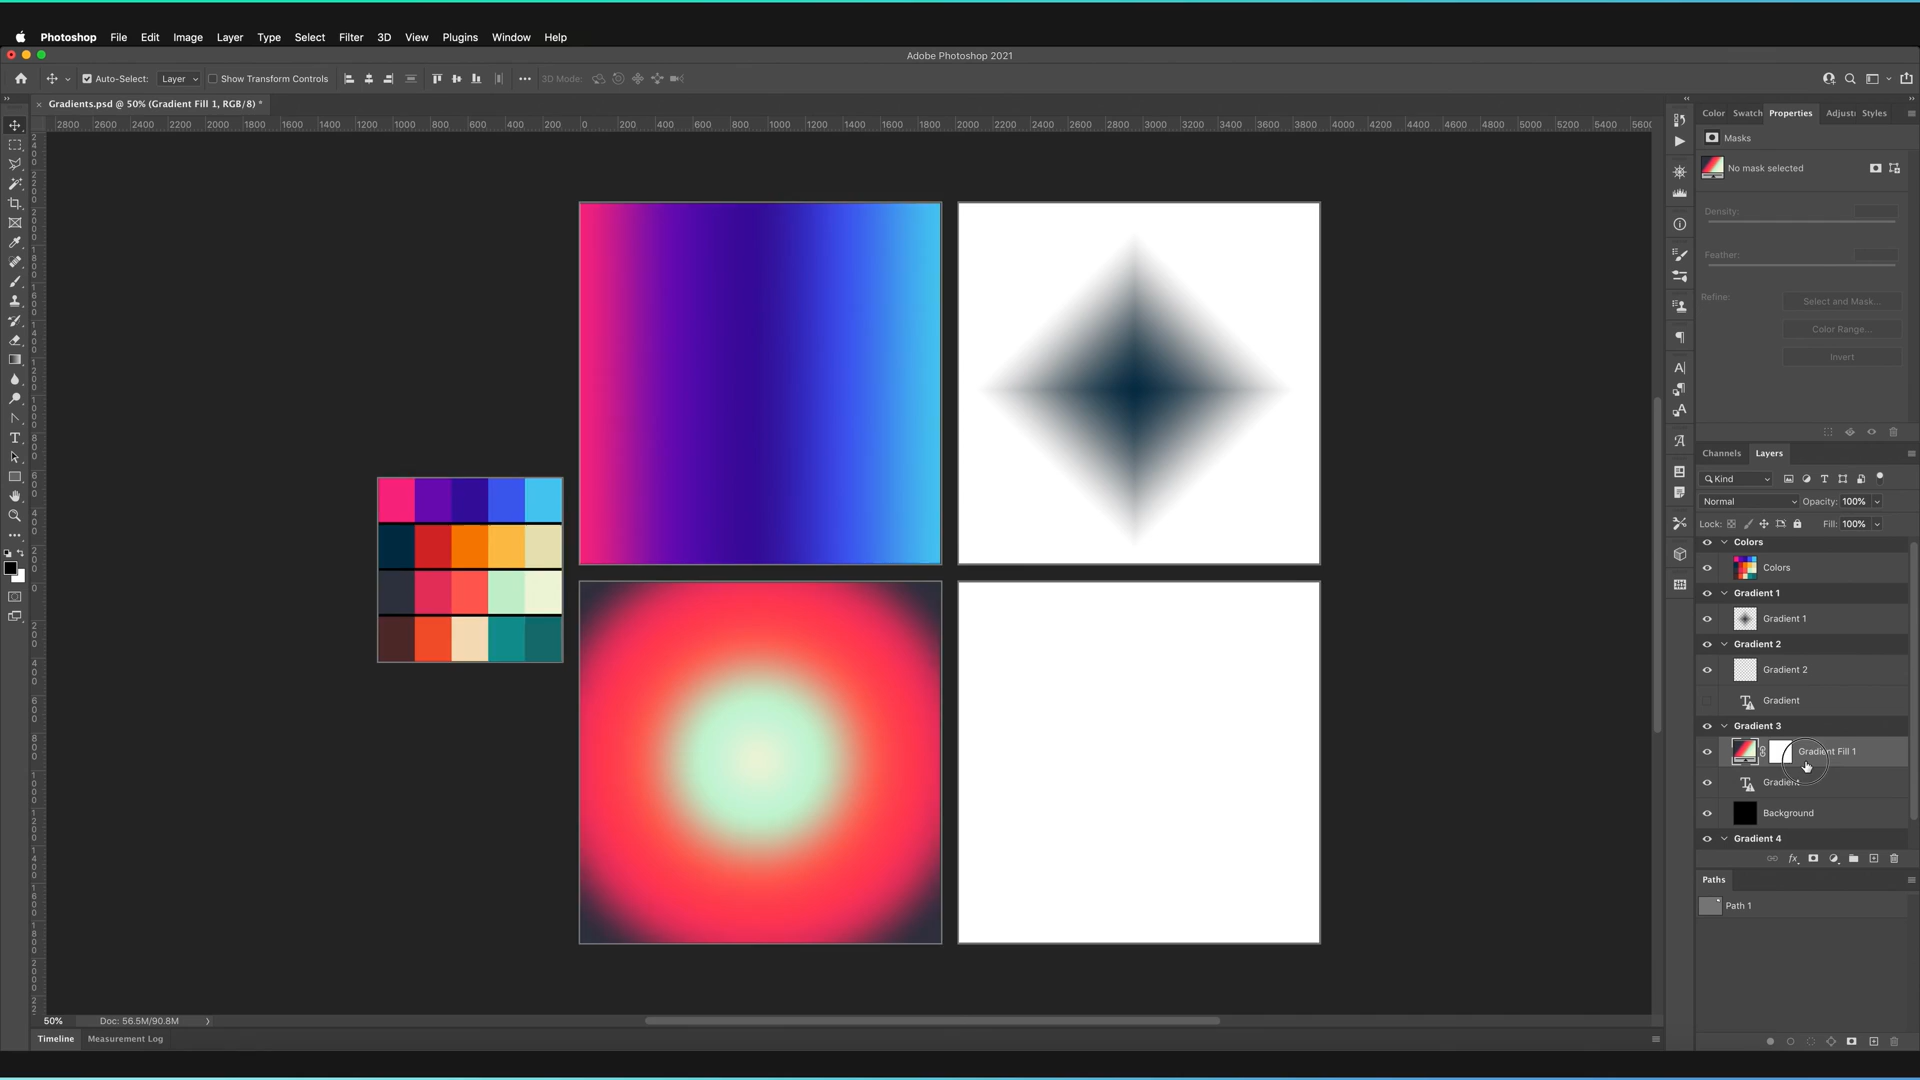 Photoshop File Edit Image Layer Type Select Filter 3D View Plugins Window Help
Adobe Photoshop 2021
Auto-Select: Layer Show Transform Controls 3D Mode:
Gradients.psd @ 50% (Gradient Fill 1, RGB/8) *
2800 2600 2400 2200 2000 1800 1600 1400 1200 1000 800 600 400 200 0 200 400 600 800 1000 1200 1400 1600 1800 2000 2200 2400 2600 2800 3000 3200 3400 3600 3800 4000 4200 4400 4600 4800 5000 5200 5400 560
Color Swatch Properties Adjust Styles
Masks
No mask selected
Density:
Feather:
Refine:
Select and Mask...
Color Range...
Invert
Channels Layers
Kind
Normal Opacity: 100%
Lock: Fill: 100%
Colors
Colors
Gradient 1
Gradient 1
Gradient 2
Gradient 2
Gradient
Gradient 3
Gradient Fill 1
Gradient
Background
Gradient 4
Paths
Path 1
50% Doc: 56.5M/90.8M
Timeline Measurement Log